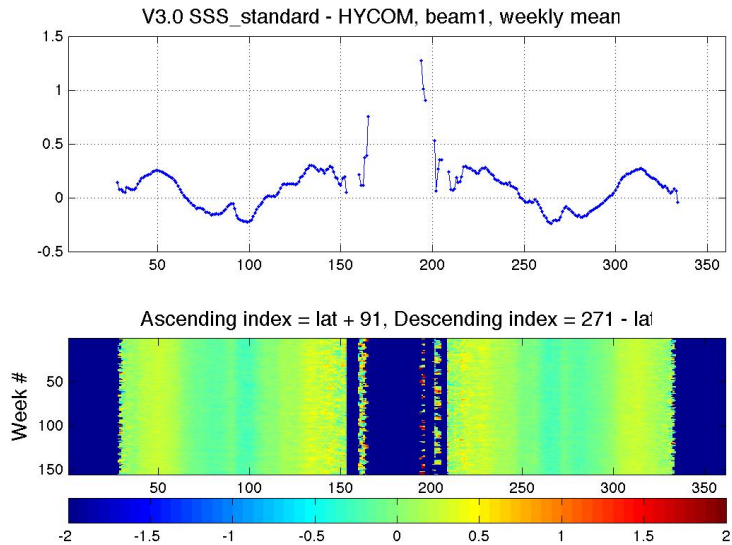 V3.0 SSS_standard - HYCOM, beam1, weekly mean
1.5
1
0.5
0
-0.5
50 100 150 200 250 300 350
Ascending index = lat + 91, Descending index = 271 - lat
Week #
50
100
150
50 100 150 200 250 300 350
-2 -1.5 -1 -0.5 0 0.5 1 1.5 2